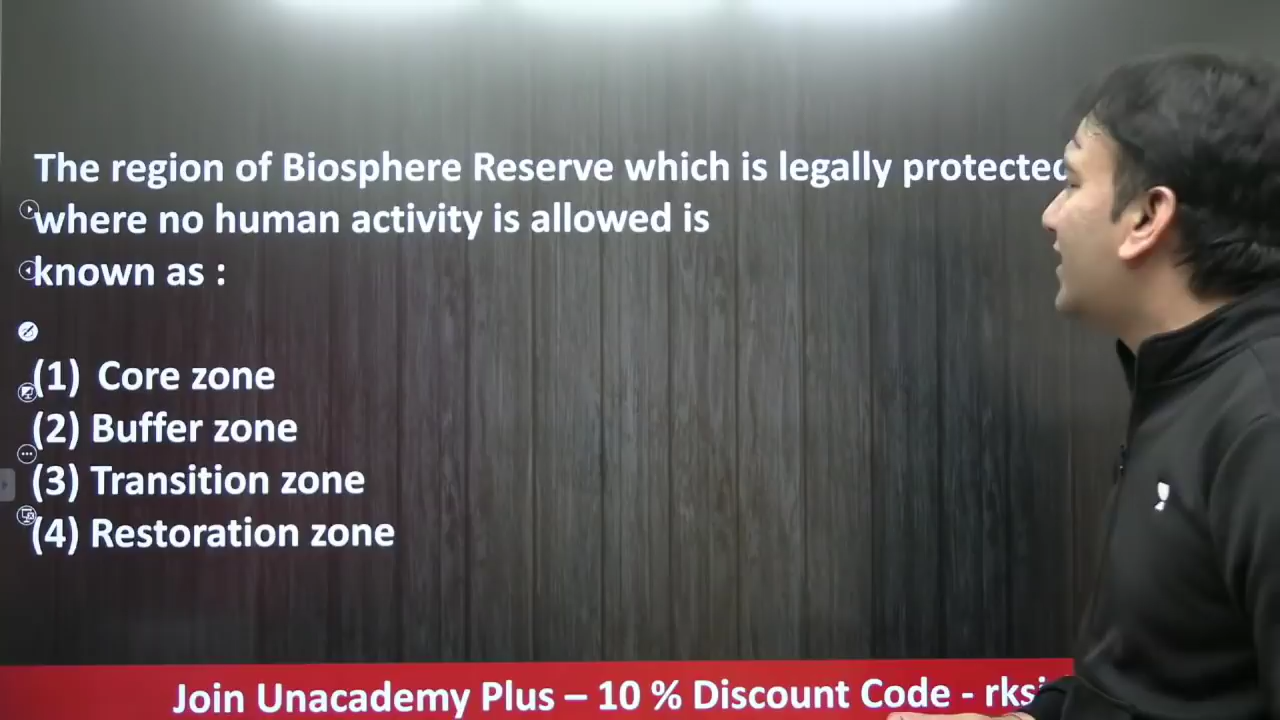 The region of Biosphere Reserve which is legally protected
where no human activity is allowed is
known as :
(1) Core zone
(2) Buffer zone
(3) Transition zone
(4) Restoration zone
Join Unacademy Plus – 10 % Discount Code -